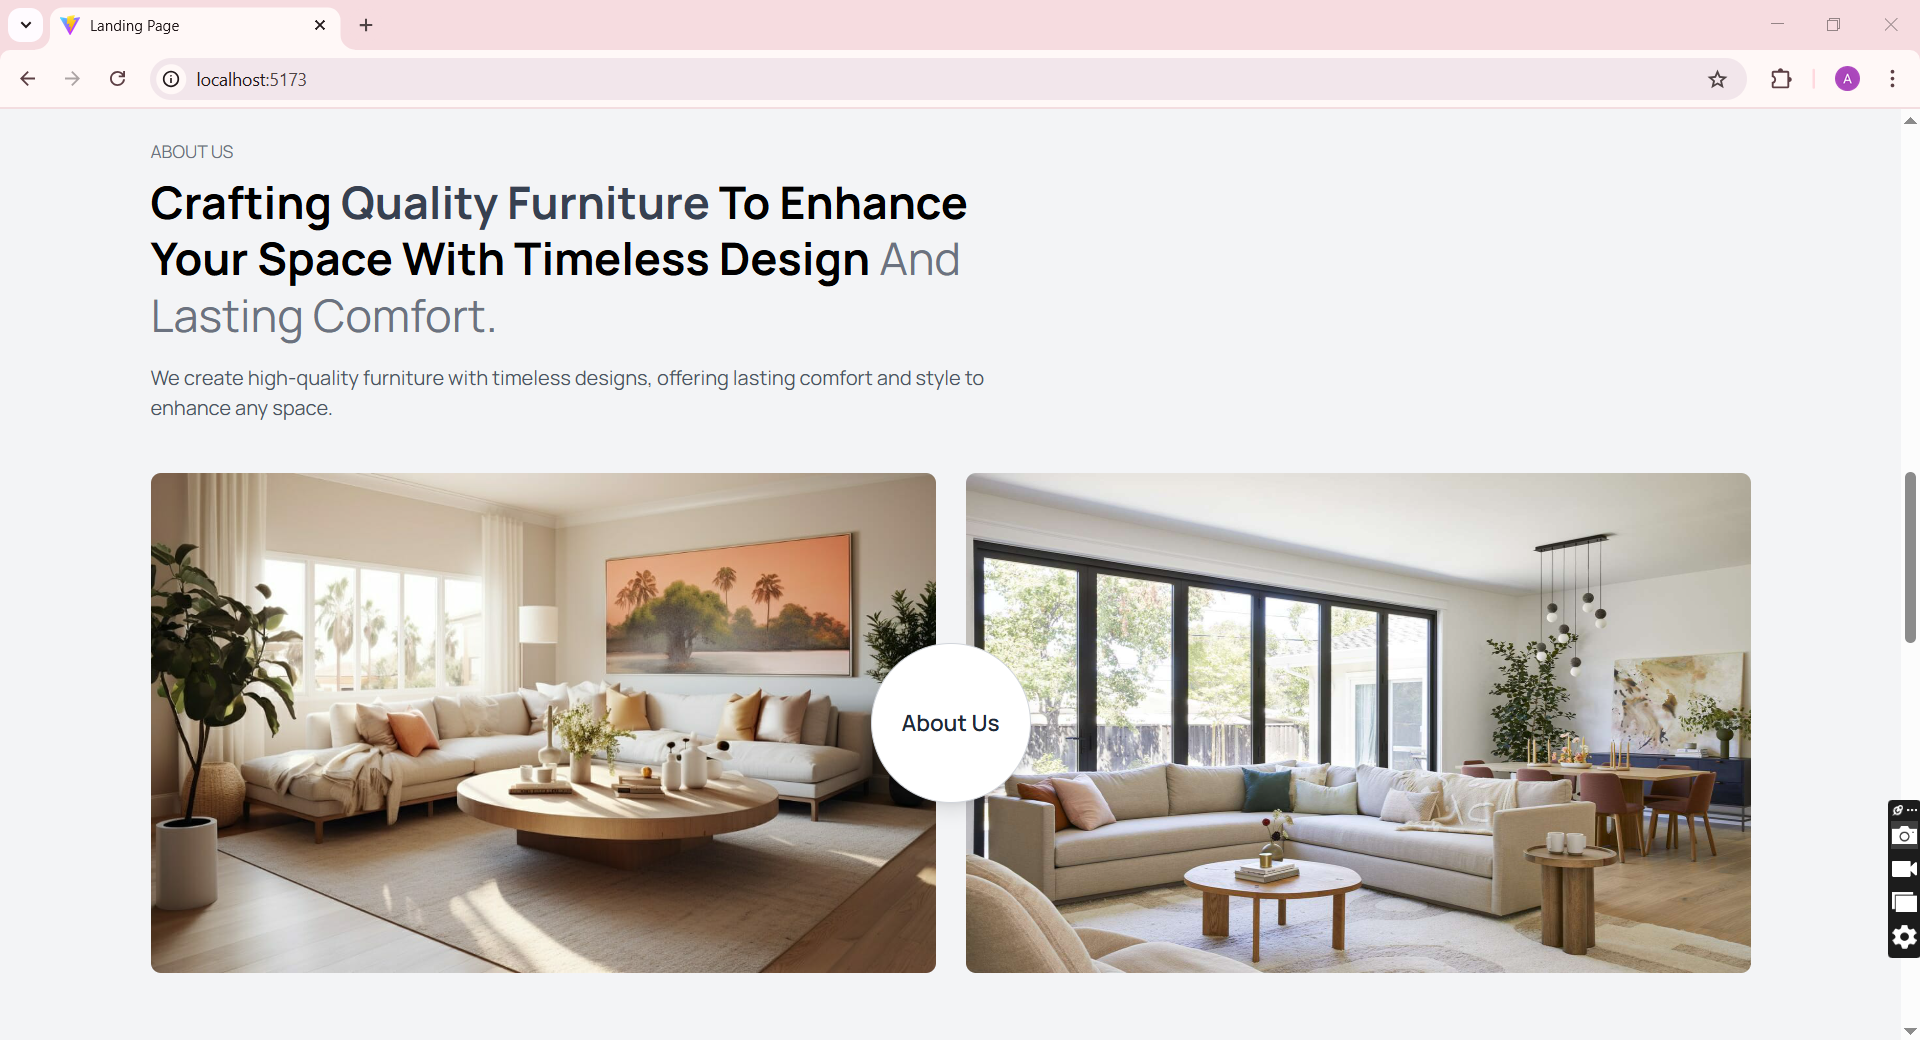 Landing Page
localhost:5173
A
ABOUT US
Crafting Quality Furniture To Enhance
Your Space With Timeless Design And
Lasting Comfort.
We create high-quality furniture with timeless designs, offering lasting comfort and style to
enhance any space.
About Us